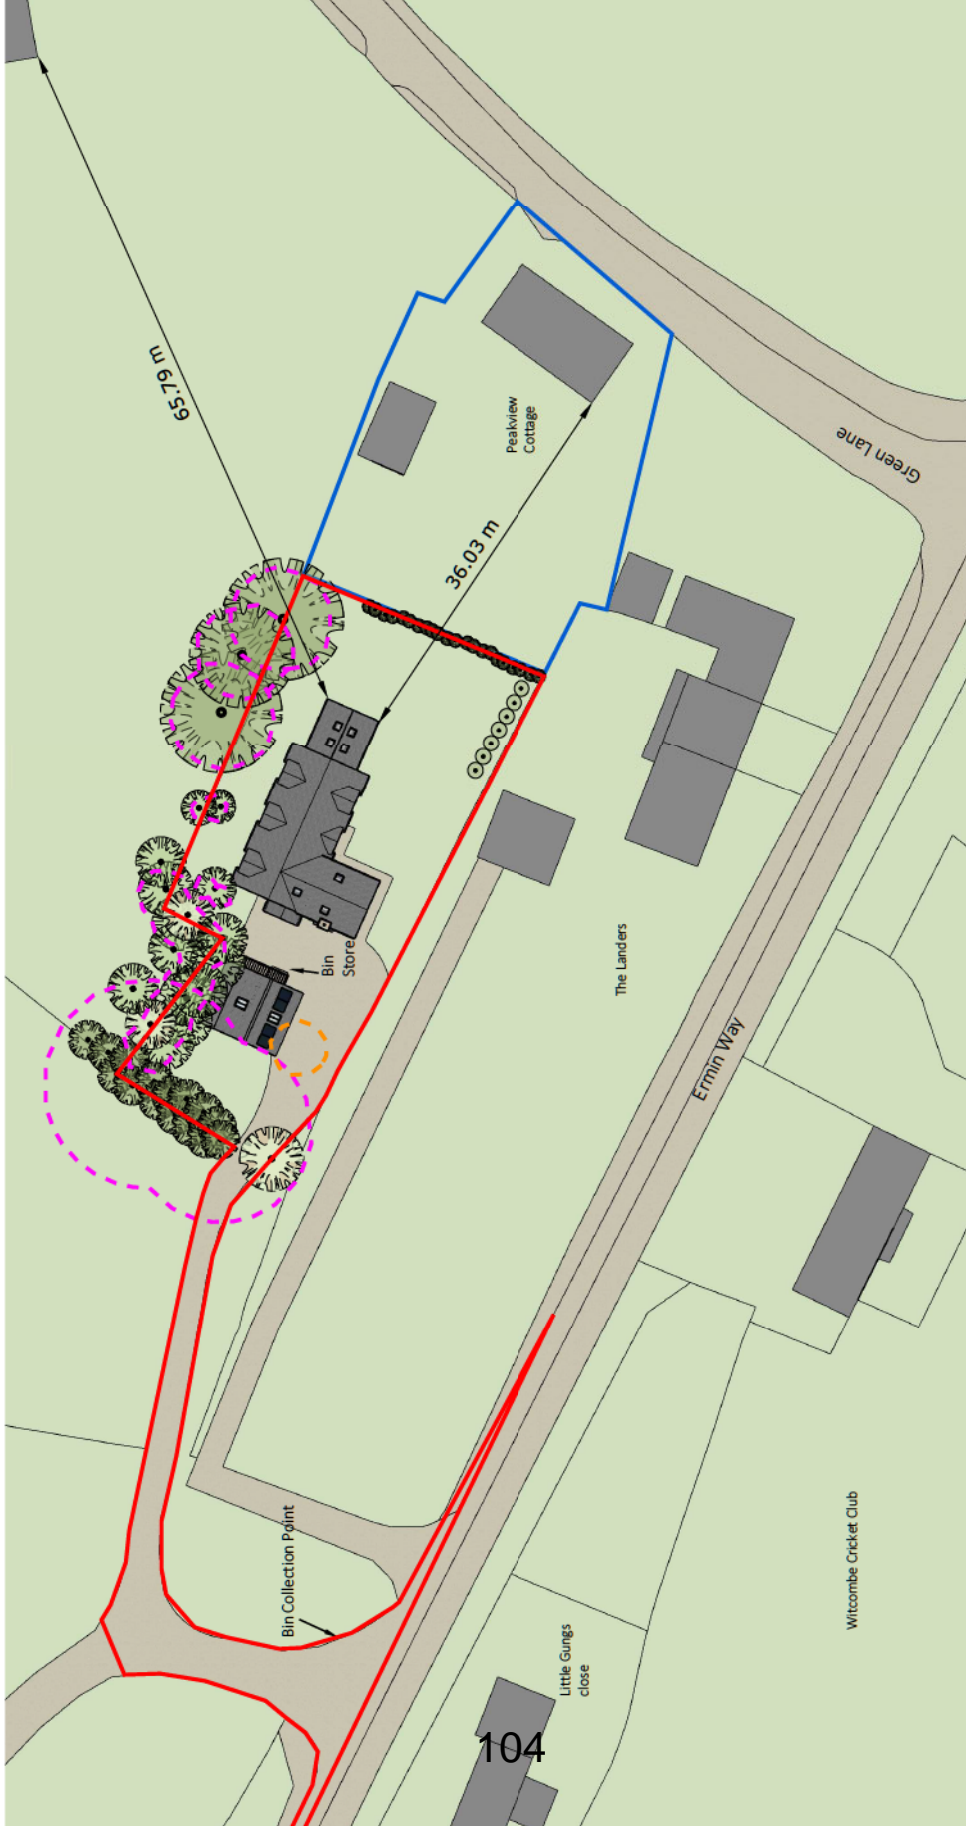 65.79 m
Peakview
Cottage
Green Lane
36.03 m
Bin
Store
The Landers
Ermin Way
Bin Collection Point
Witcombe Cricket Club
Little Gungs
close
104